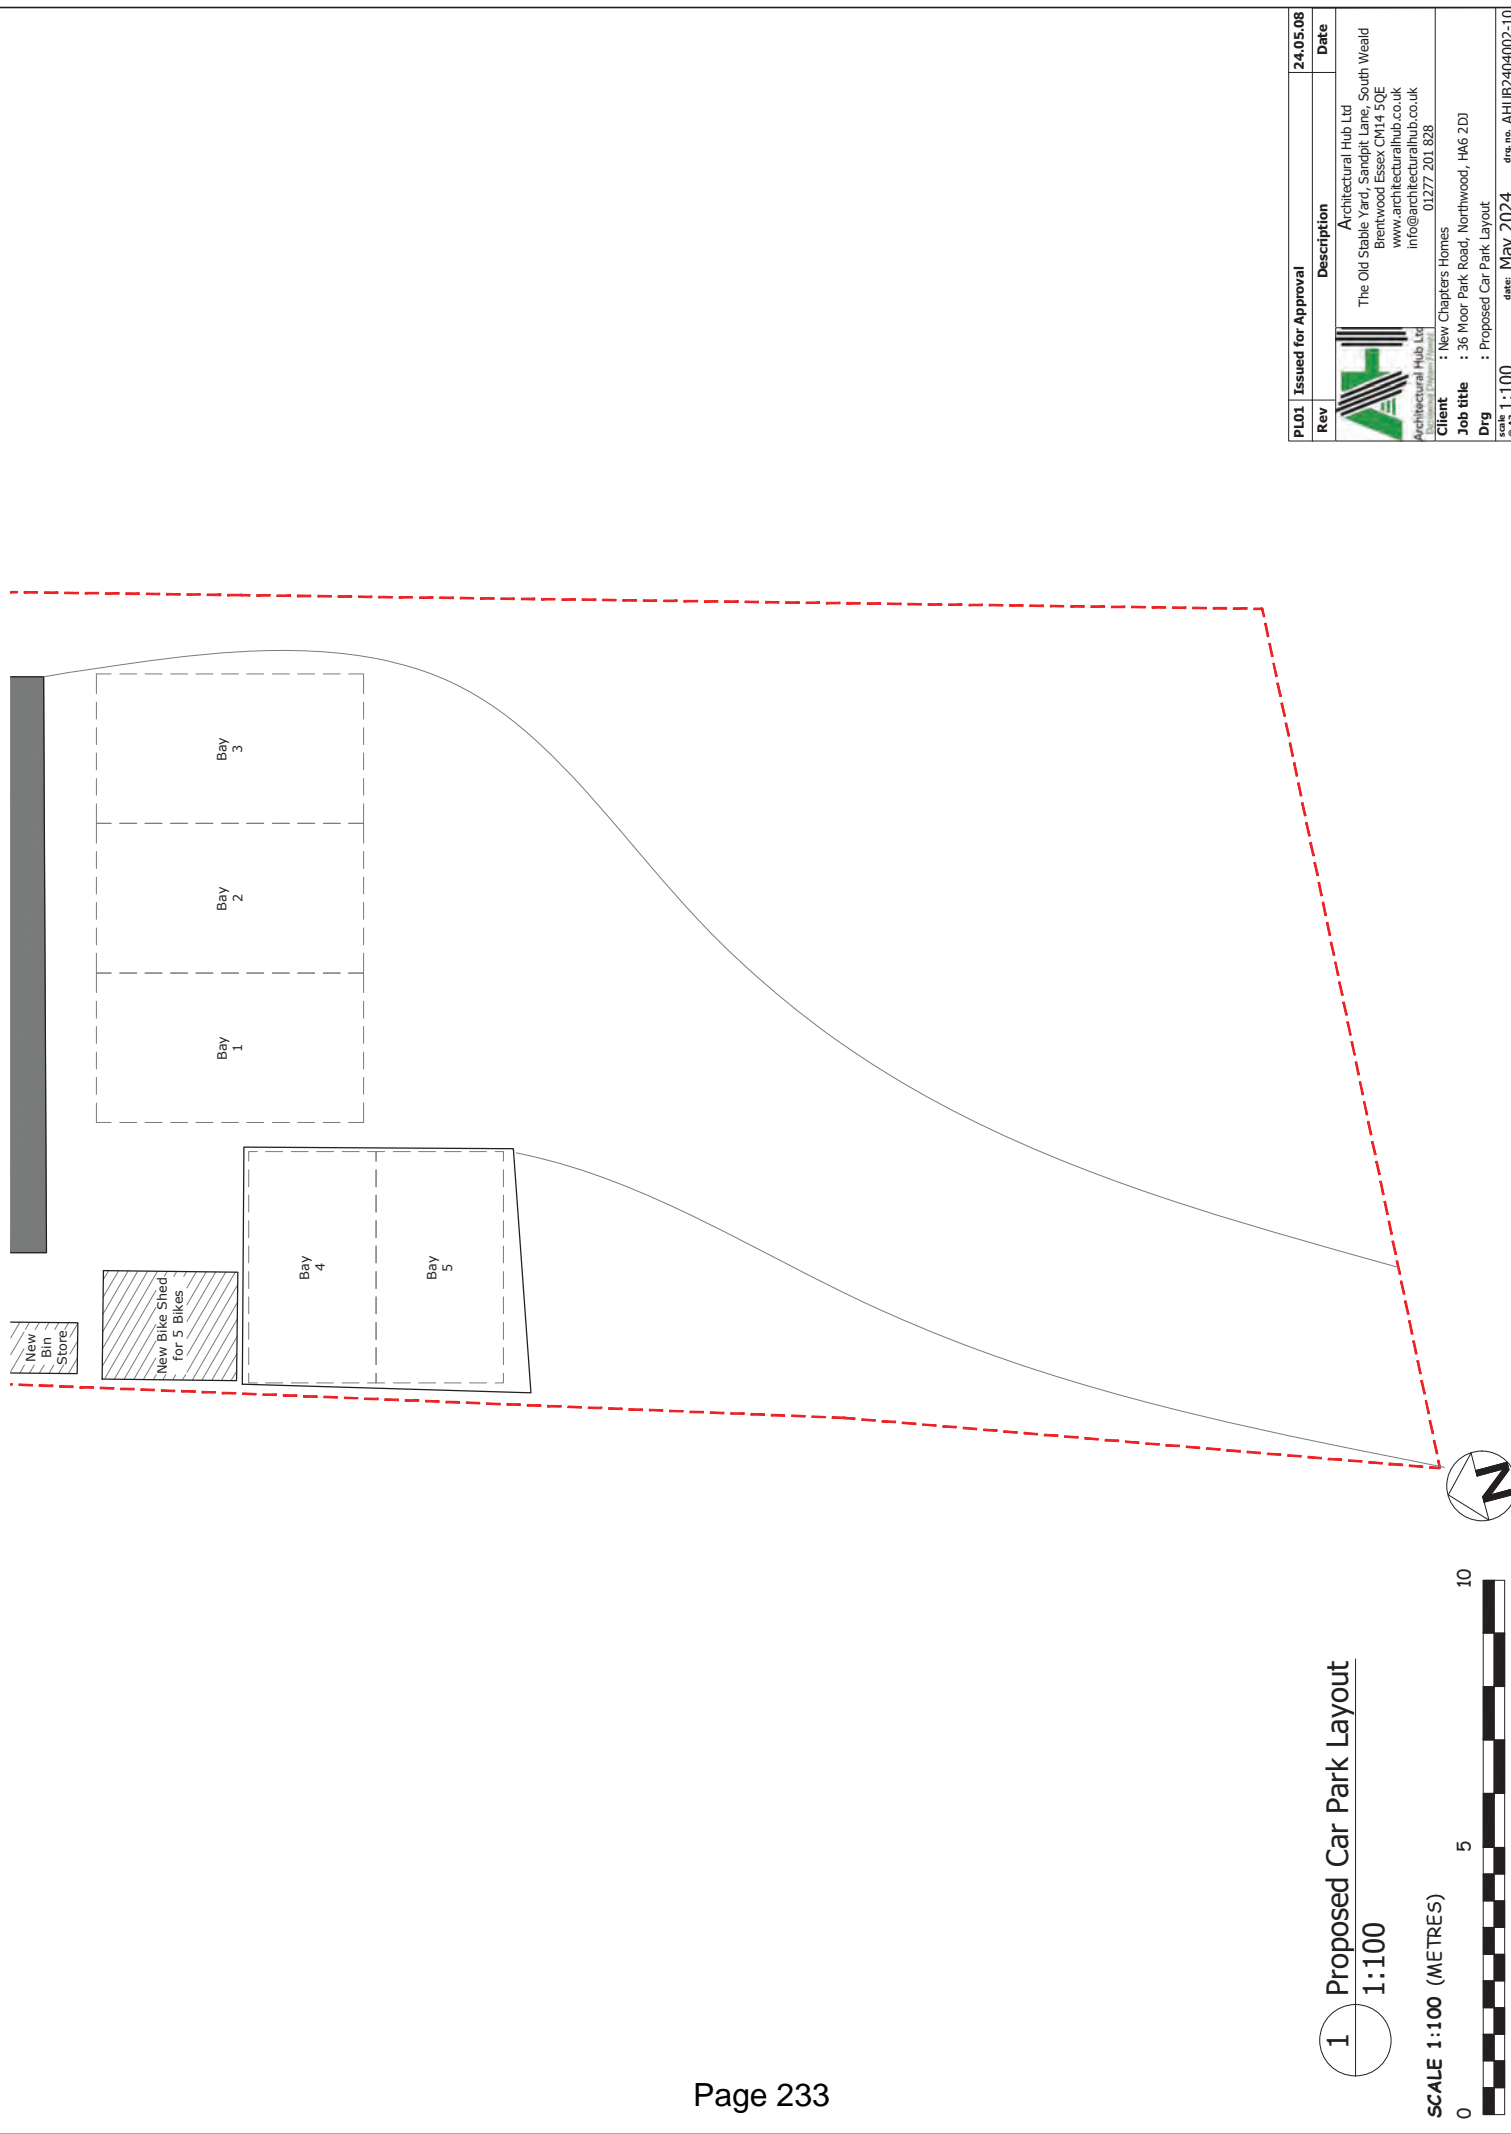 PL01 Issued for Approval 24.05.08
Rev Description Date
Architectural Hub Ltd
The Old Stable Yard, Sandpit Lane, South Weald
Brentwood Essex CM14 5QE
www.architecturalhub.co.uk
info@architecturalhub.co.uk
01277 201 828
Architectural Hub Ltd
Client : New Chapters Homes
Job title : 36 Moor Park Road, Northwood, HA6 2DJ
Drg : Proposed Car Park Layout
scale 1:100 date: May 2024 drg. no. AHUB2404002-10
New
Bin
Store
New Bike Shed
for 5 Bikes
Bay
1
Bay
2
Bay
3
Bay
4
Bay
5
N
1 Proposed Car Park Layout
1:100
SCALE 1:100 (METRES)
0 5 10
Page 233